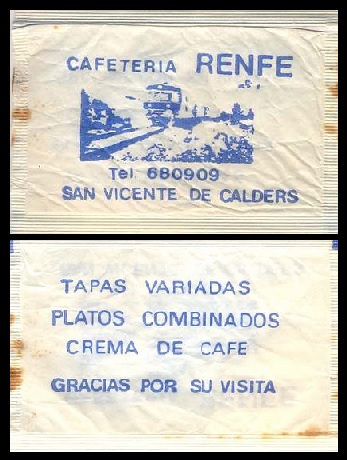 CAFETERIA RENFE
Tel. 680909
SAN VICENTE DE CALDERS
TAPAS VARIADAS
PLATOS COMBINADOS
CREMA DE CAFE
GRACIAS POR SU VISITA